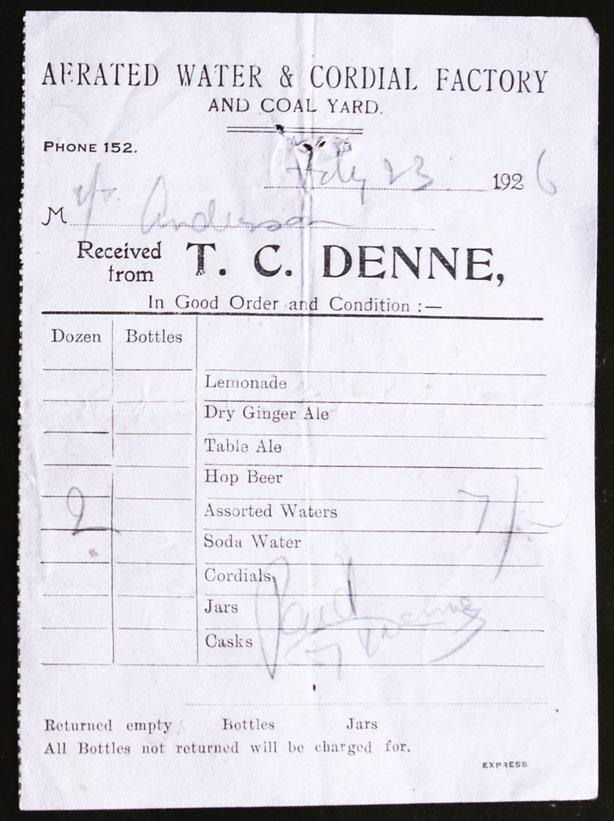 AERATED WATER & CORDIAL FACTORY
AND COAL YARD.
PHONE 152.
23 1926
M Anderson
Received from T. C. DENNE,
In Good Order and Condition :—
Dozen Bottles
Lemonade
Dry Ginger Ale
Table Ale
Hop Beer
2 Assorted Waters 7/-
Soda Water
Cordials
Jars
Casks
Paid
Denne
Returned empty Bottles Jars
All Bottles not returned will be charged for.
EXPRESS